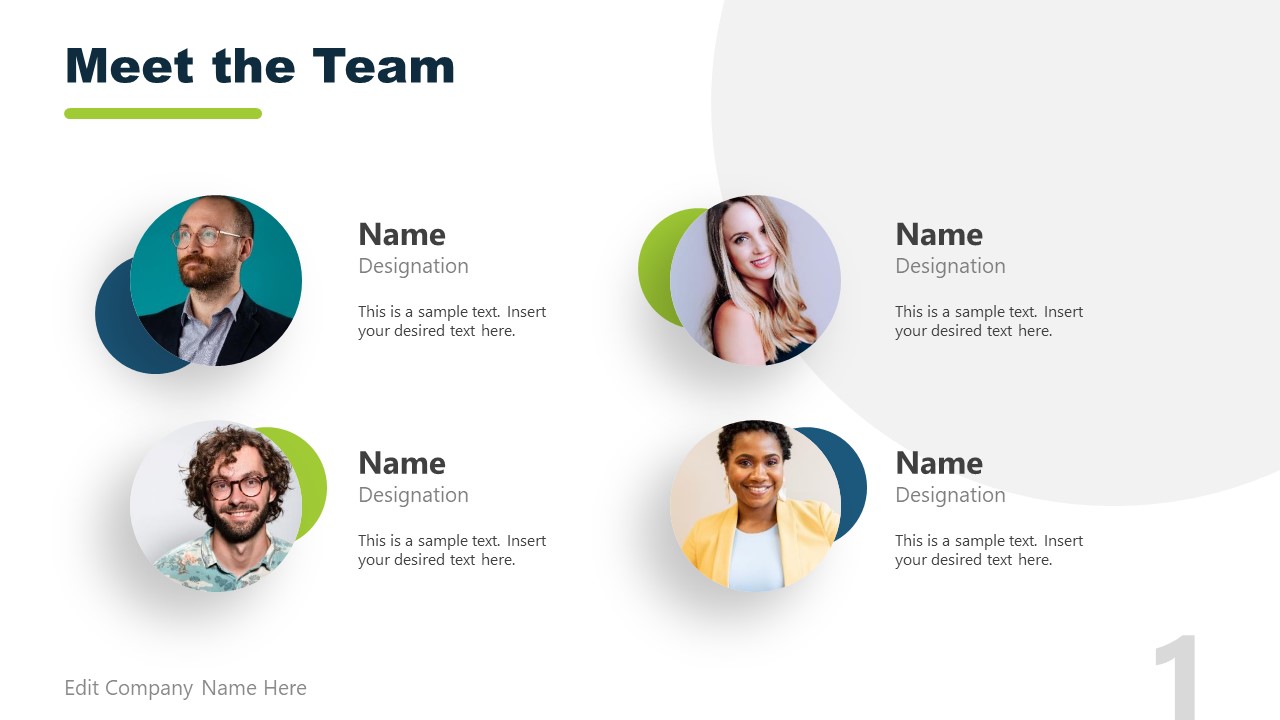 Meet the Team
Name
Designation
This is a sample text. Insert
your desired text here.
Name
Designation
This is a sample text. Insert
your desired text here.
Name
Designation
This is a sample text. Insert
your desired text here.
Name
Designation
This is a sample text. Insert
your desired text here.
Edit Company Name Here
1